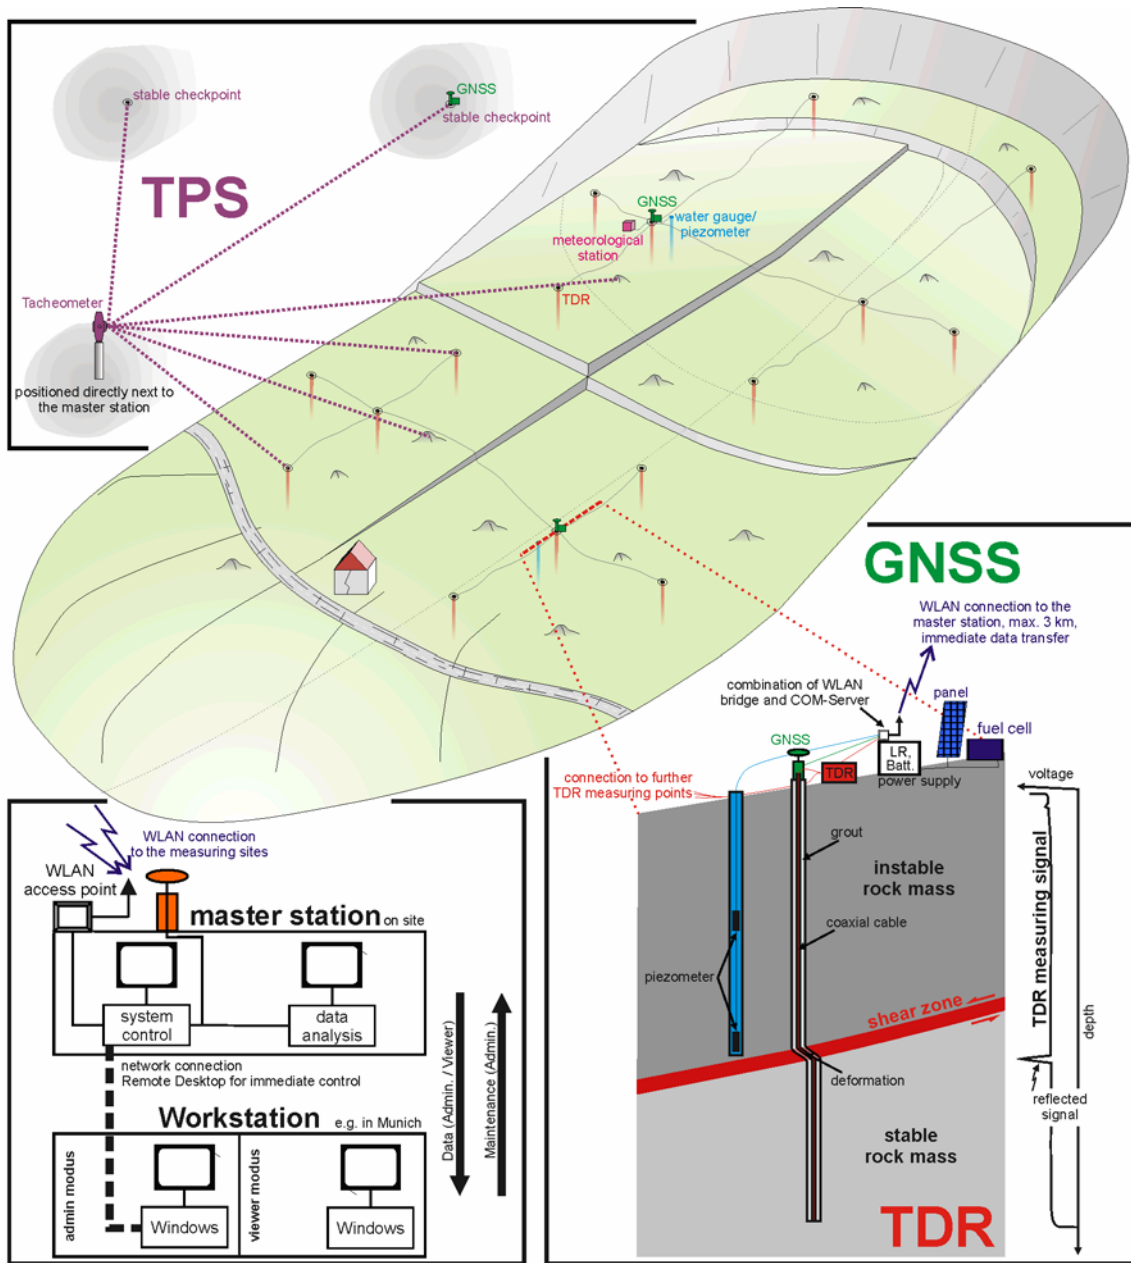 stable checkpoint
GNSS
stable checkpoint
TPS
GNSS
water gauge/
piezometer
meteorological
station
TDR
Tacheometer
positioned directly next to
the master station
GNSS
WLAN connection to the
master station, max. 3 km,
immediate data transfer
combination of WLAN
bridge and COM-Server
panel
fuel cell
GNSS
LR,
Batt.
TDR
power supply
connection to further
TDR measuring points
voltage
grout
instable
rock mass
coaxial cable
piezometer
shear zone
deformation
stable
rock mass
TDR
TDR measuring signal
depth
reflected
signal
WLAN connection
to the measuring sites
WLAN
access point
master station on site
system
control
data
analysis
network connection
Remote Desktop for immediate control
Data (Admin. / Viewer)
Maintenance (Admin.)
Workstation e.g. in Munich
admin modus
Windows
viewer modus
Windows